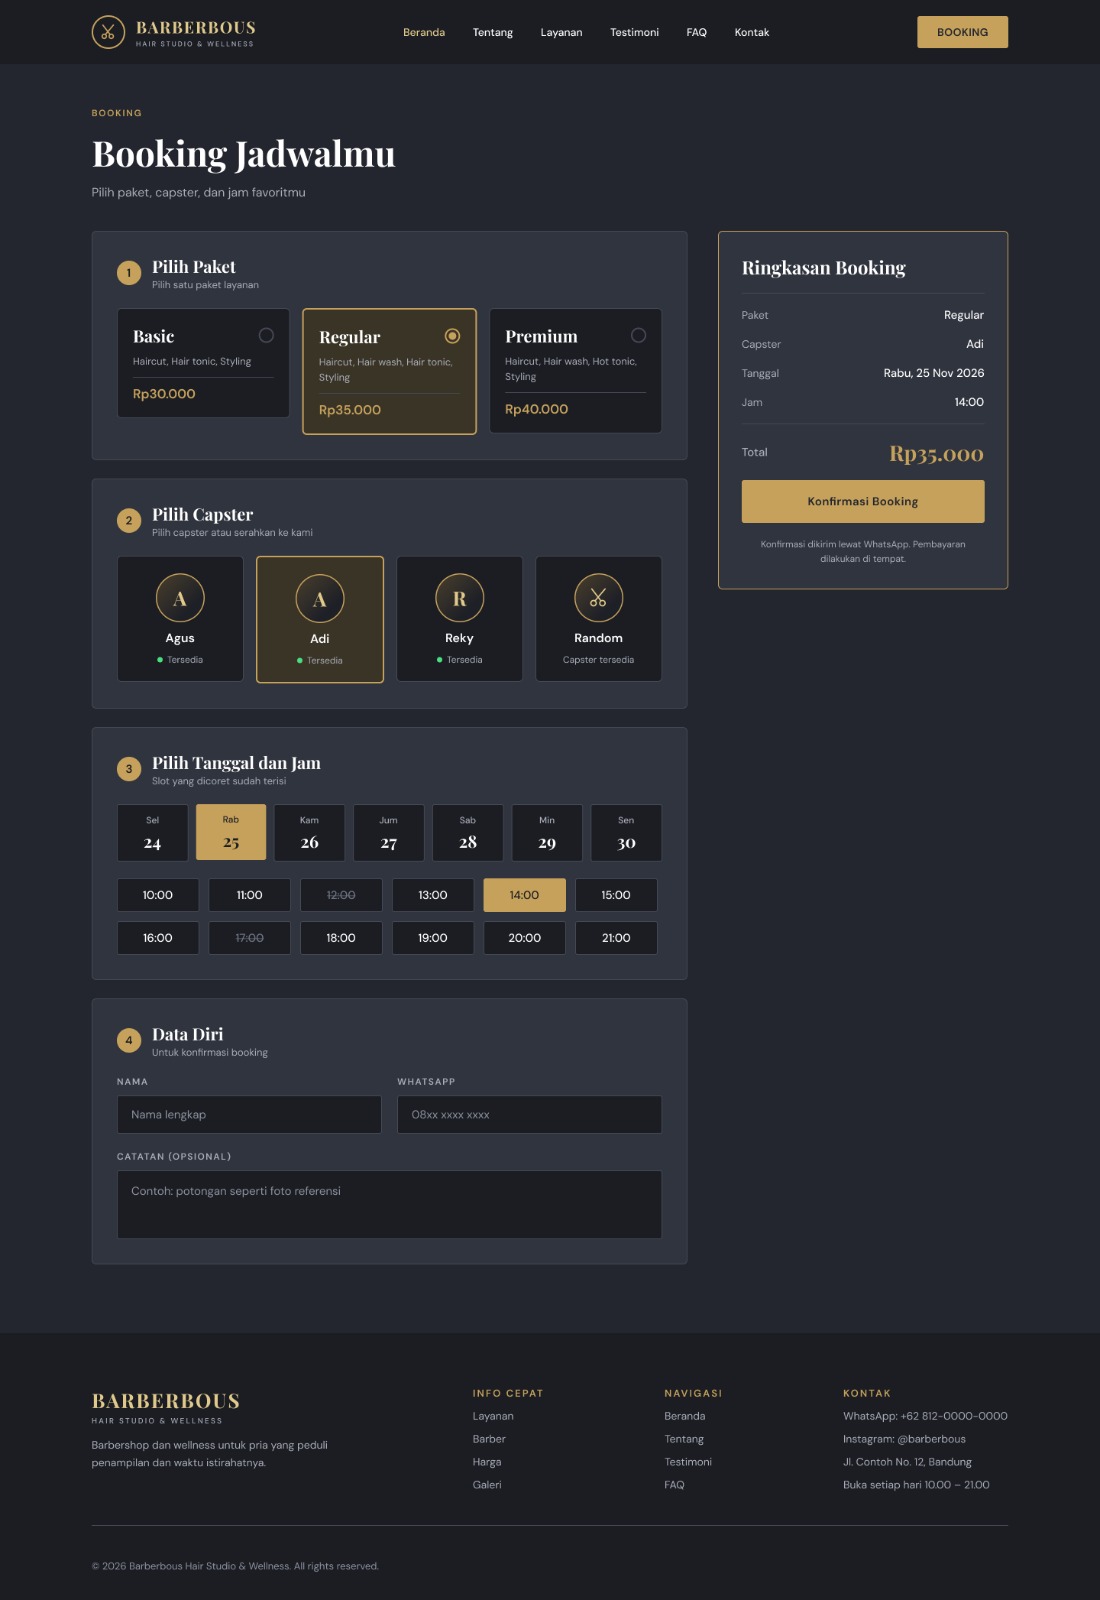 BARBERBOUS
HAIR STUDIO & WELLNESS
Beranda Tentang Layanan Testimoni FAQ Kontak
BOOKING
BOOKING
Booking Jadwalmu
Pilih paket, capster, dan jam favoritmu
1 Pilih Paket
Pilih satu paket layanan
Basic
Haircut, Hair tonic, Styling
Rp30.000
Regular
Haircut, Hair wash, Hair tonic,
Styling
Rp35.000
Premium
Haircut, Hair wash, Hot tonic,
Styling
Rp40.000
2 Pilih Capster
Pilih capster atau serahkan ke kami
A
Agus
Tersedia
A
Adi
Tersedia
R
Reky
Tersedia
Random
Capster tersedia
3 Pilih Tanggal dan Jam
Slot yang dicoret sudah terisi
Sel Rab Kam Jum Sab Min Sen
24 25 26 27 28 29 30
10:00 11:00 12:00 13:00 14:00 15:00
16:00 17:00 18:00 19:00 20:00 21:00
4 Data Diri
Untuk konfirmasi booking
NAMA
Nama lengkap
WHATSAPP
08xx xxxx xxxx
CATATAN (OPSIONAL)
Contoh: potongan seperti foto referensi
Ringkasan Booking
Paket Regular
Capster Adi
Tanggal Rabu, 25 Nov 2026
Jam 14:00
Total Rp35.000
Konfirmasi Booking
Konfirmasi dikirim lewat WhatsApp. Pembayaran
dilakukan di tempat.
BARBERBOUS
HAIR STUDIO & WELLNESS
Barbershop dan wellness untuk pria yang peduli
penampilan dan waktu istirahatnya.
INFO CEPAT
Layanan
Barber
Harga
Galeri
NAVIGASI
Beranda
Tentang
Testimoni
FAQ
KONTAK
WhatsApp: +62 812-0000-0000
Instagram: @barberbous
Jl. Contoh No. 12, Bandung
Buka setiap hari 10.00 – 21.00
© 2026 Barberbous Hair Studio & Wellness. All rights reserved.